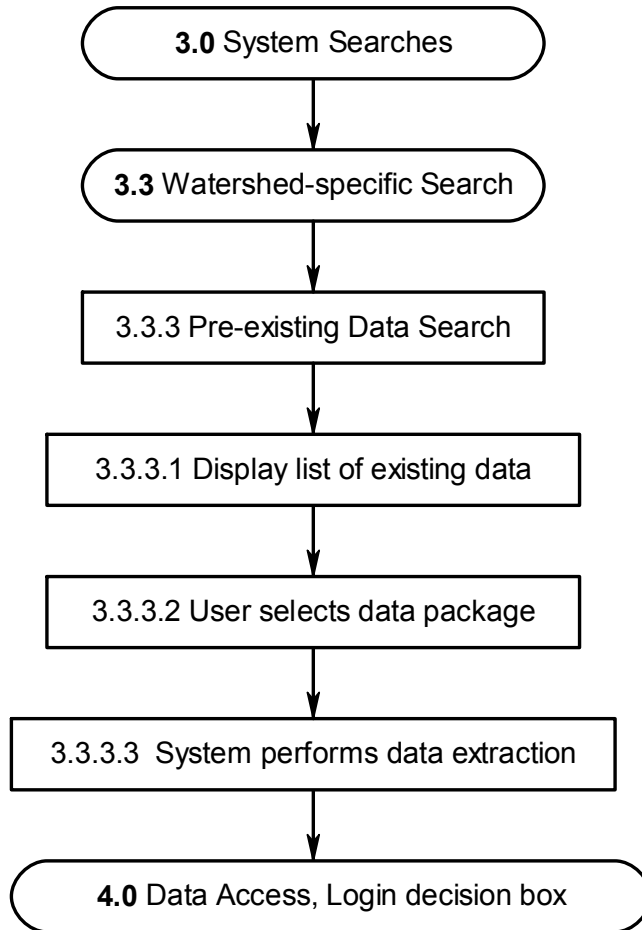 3.0 System Searches
3.3 Watershed-specific Search
3.3.3 Pre-existing Data Search
3.3.3.1 Display list of existing data
3.3.3.2 User selects data package
3.3.3.3  System performs data extraction
4.0 Data Access, Login decision box